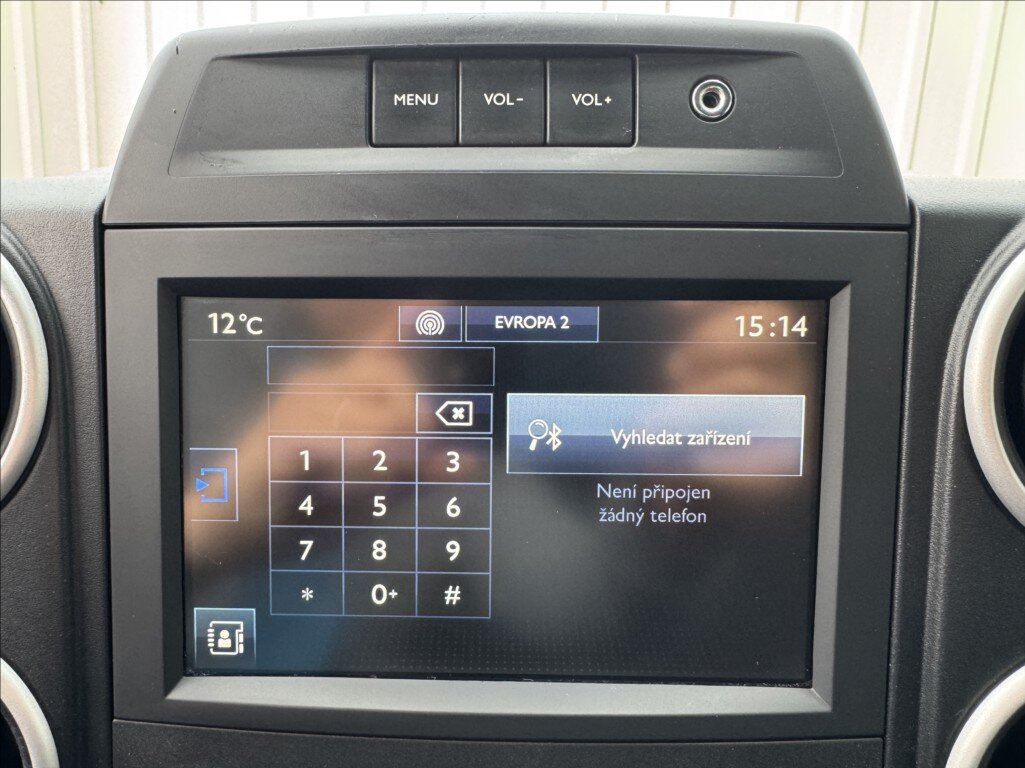 MENU VOL- VOL+
12°C EVROPA 2 15:14
1 2 3
Vyhledat zařízení
4 5 6
Není připojen
žádný telefon
7 8 9
* 0+ #